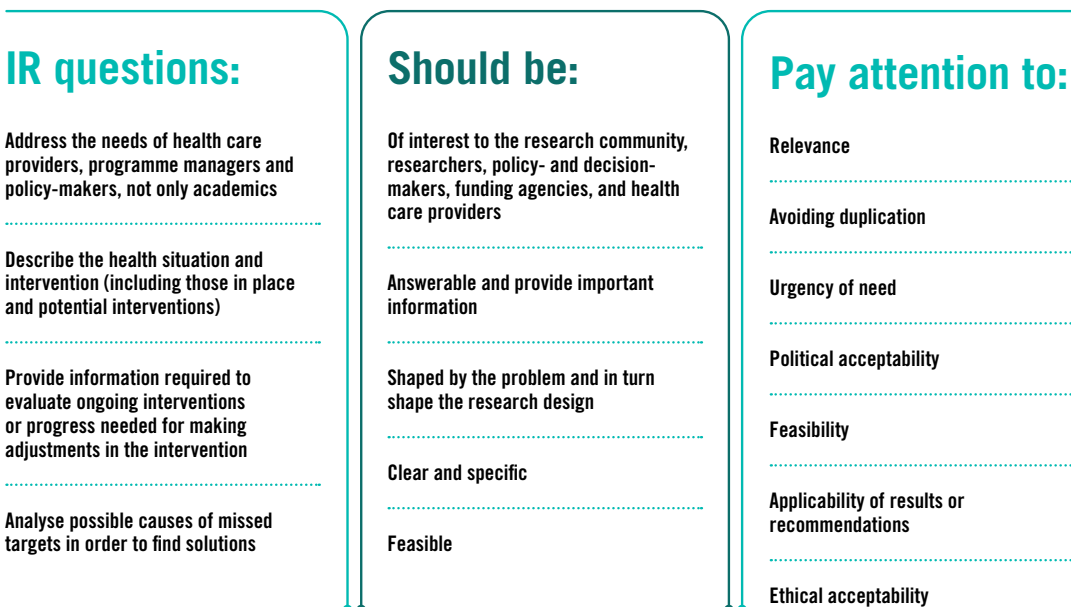 IR questions:
Address the needs of health care
providers, programme managers and
policy-makers, not only academics
Describe the health situation and
intervention (including those in place
and potential interventions)
Provide information required to
evaluate ongoing interventions
or progress needed for making
adjustments in the intervention
Analyse possible causes of missed
targets in order to find solutions
Should be:
Of interest to the research community,
researchers, policy- and decision-
makers, funding agencies, and health
care providers
Answerable and provide important
information
Shaped by the problem and in turn
shape the research design
Clear and specific
Feasible
Pay attention to:
Relevance
Avoiding duplication
Urgency of need
Political acceptability
Feasibility
Applicability of results or
recommendations
Ethical acceptability